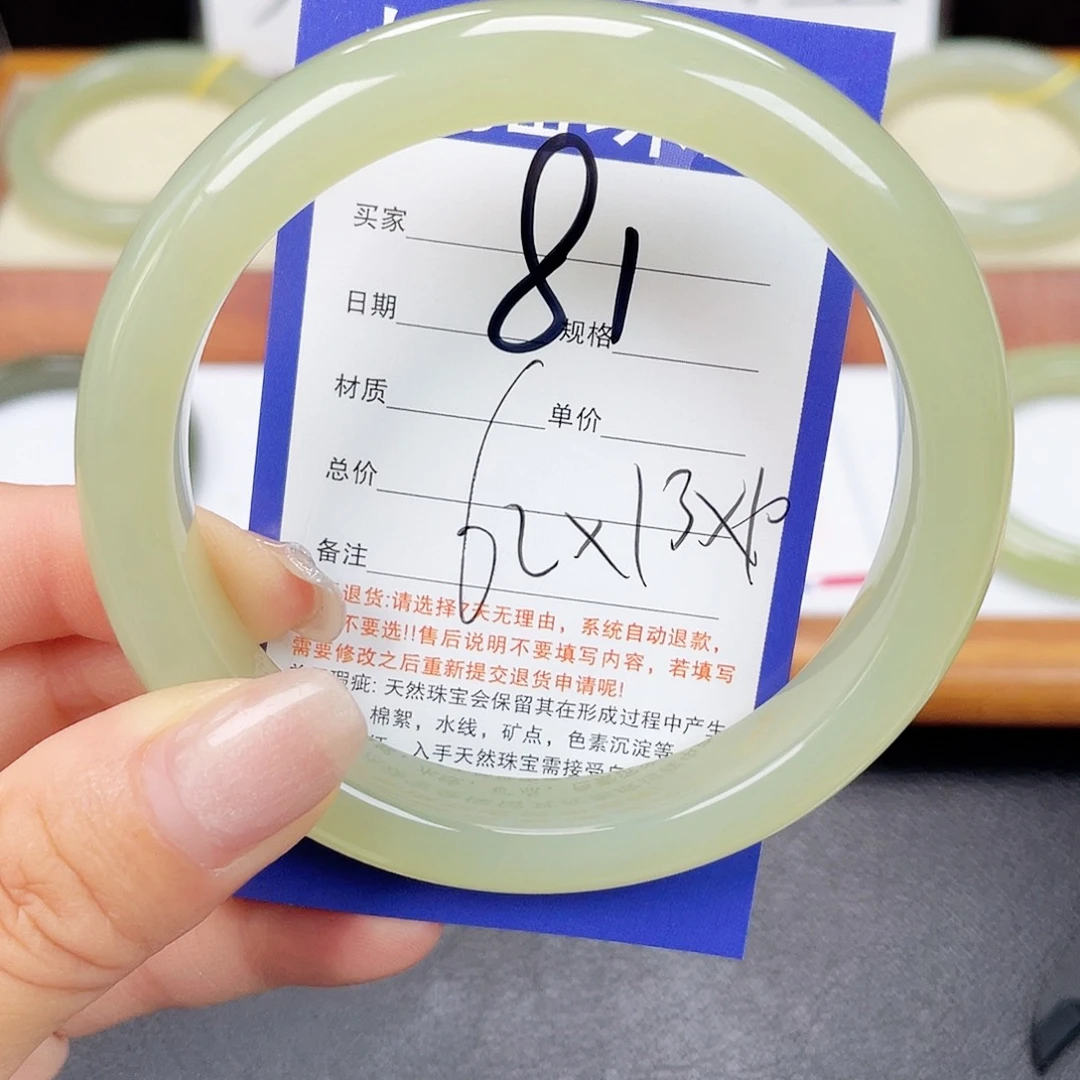 81
买家
日期 规格
材质 单价
总价
62x13x
备注
退货:请选择7天无理由，系统自动退款，
不要选!!售后说明不要填写内容，若填写
需要修改之后重新提交退货申请呢!
瑕疵: 天然珠宝会保留其在形成过程中产生
棉絮，水线，矿点，色素沉淀等
入手天然珠宝需接受